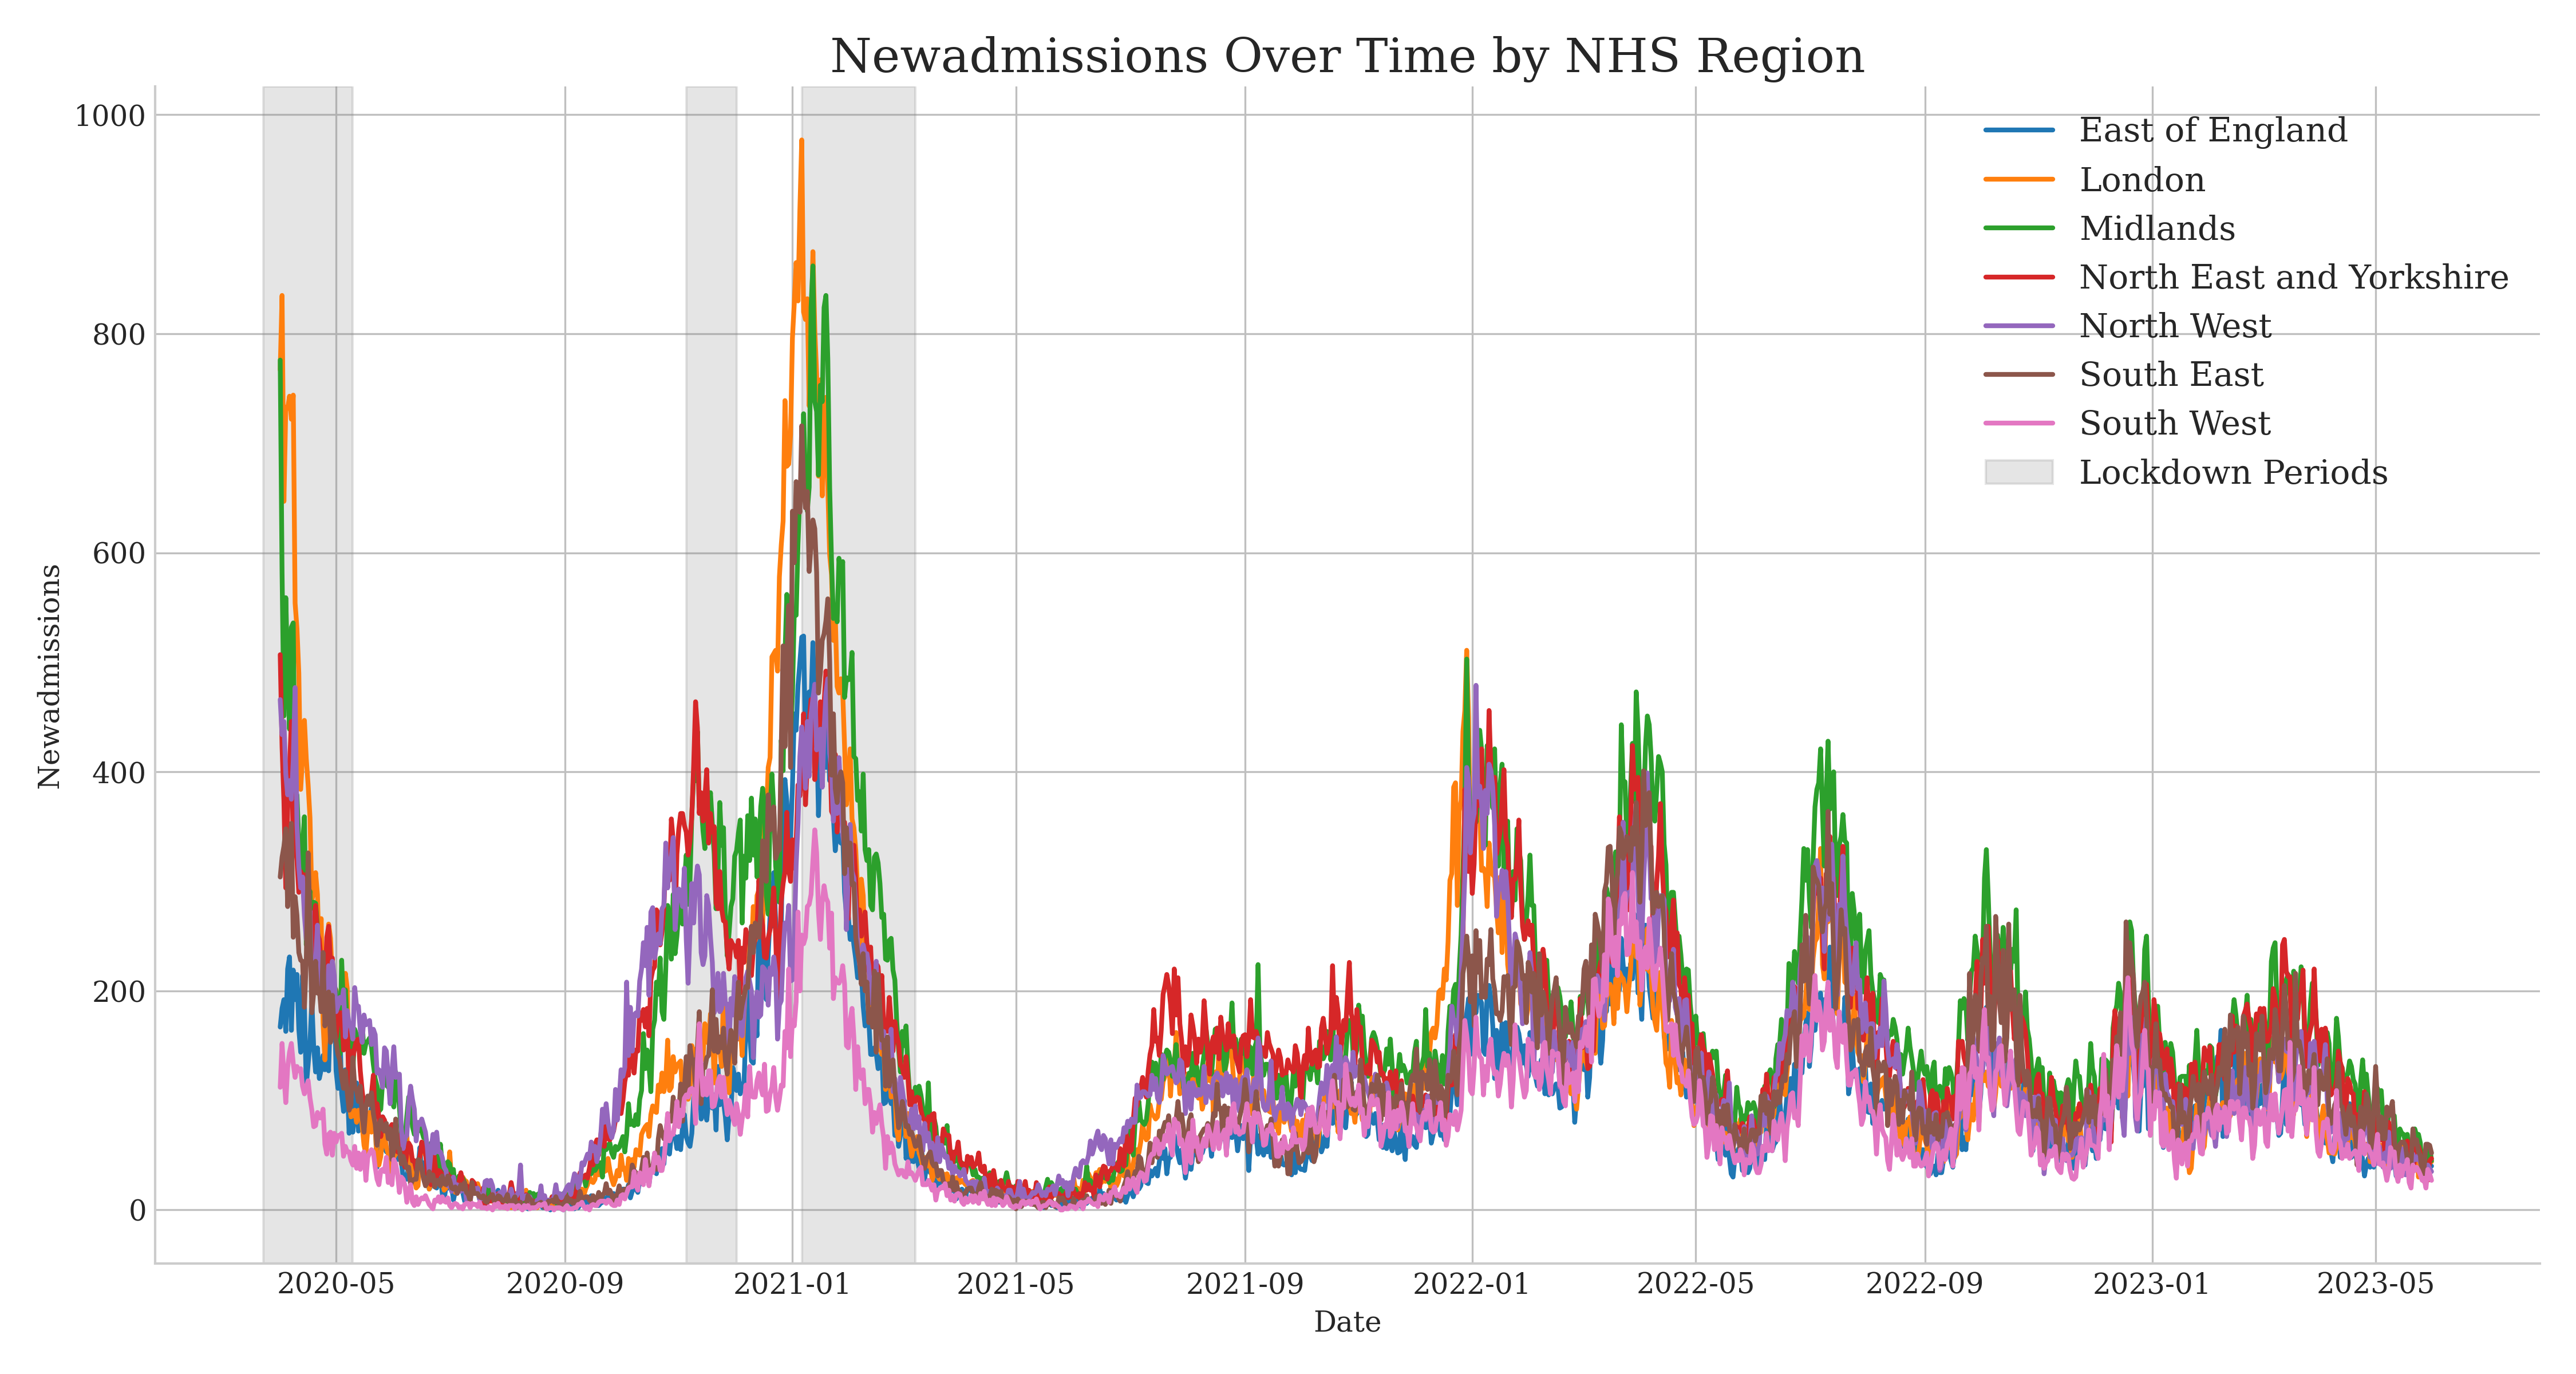 Newadmissions Over Time by NHS Region
1000
800
600
400
200
0
Newadmissions
East of England
London
Midlands
North East and Yorkshire
North West
South East
South West
Lockdown Periods
2020-05 2020-09 2021-01 2021-05 2021-09 2022-01 2022-05 2022-09 2023-01 2023-05
Date